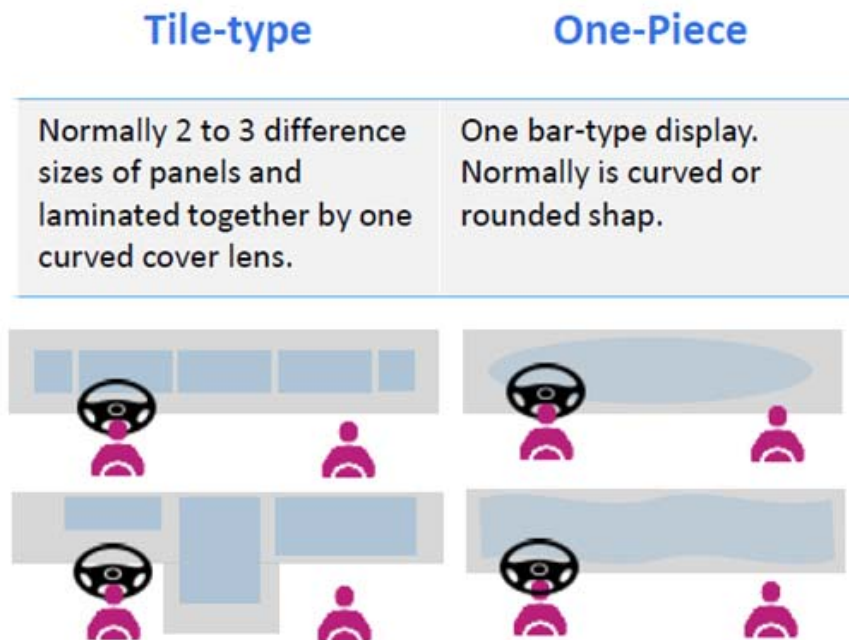 Tile-type
One-Piece
Normally 2 to 3 difference
sizes of panels and
laminated together by one
curved cover lens.
One bar-type display.
Normally is curved or
rounded shap.